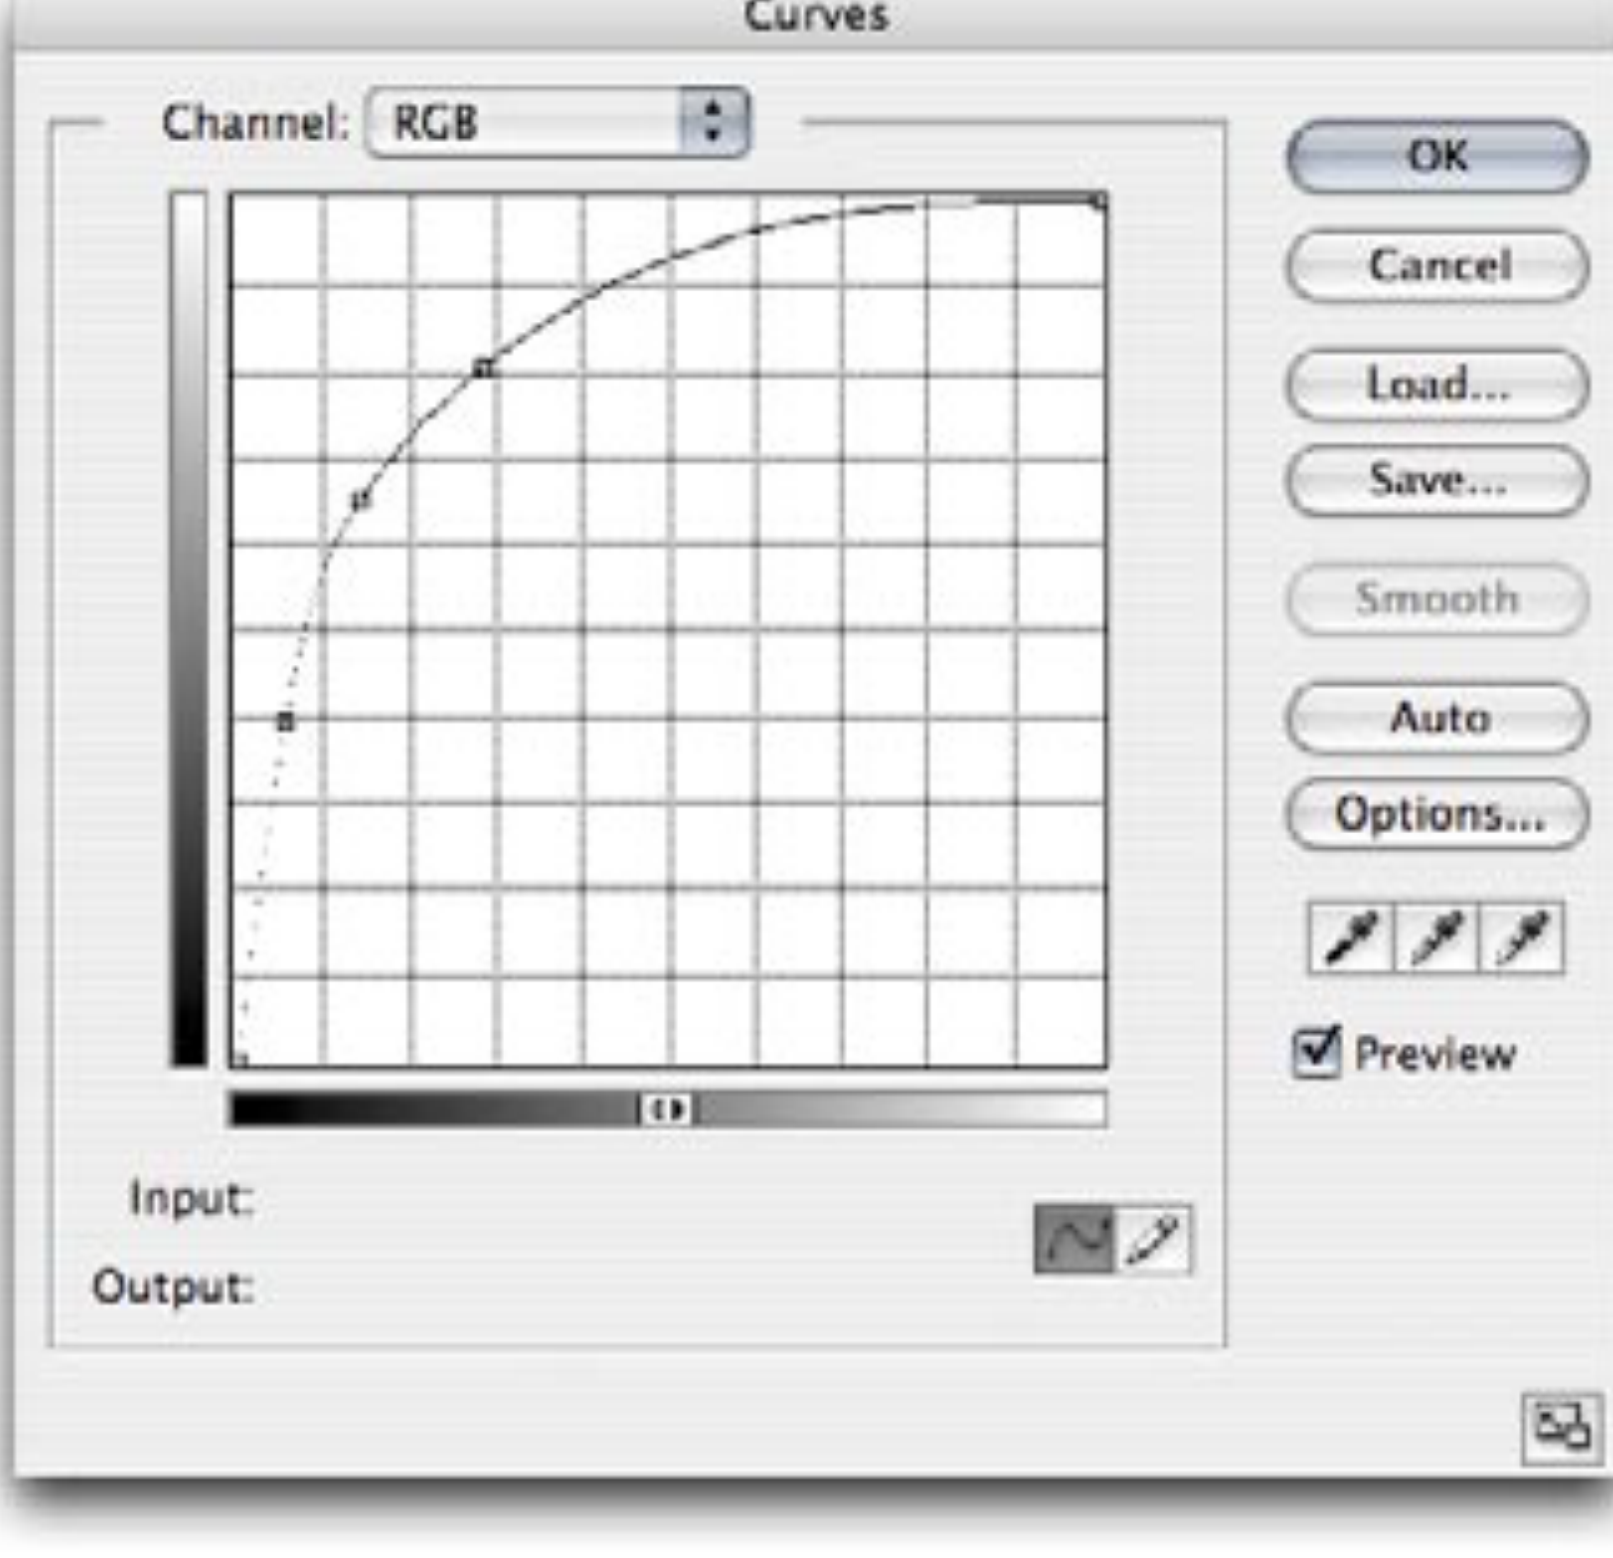 Curves
Channel: RGB
OK
Cancel
Load...
Save...
Smooth
Auto
Options...
Preview
Input:
Output: